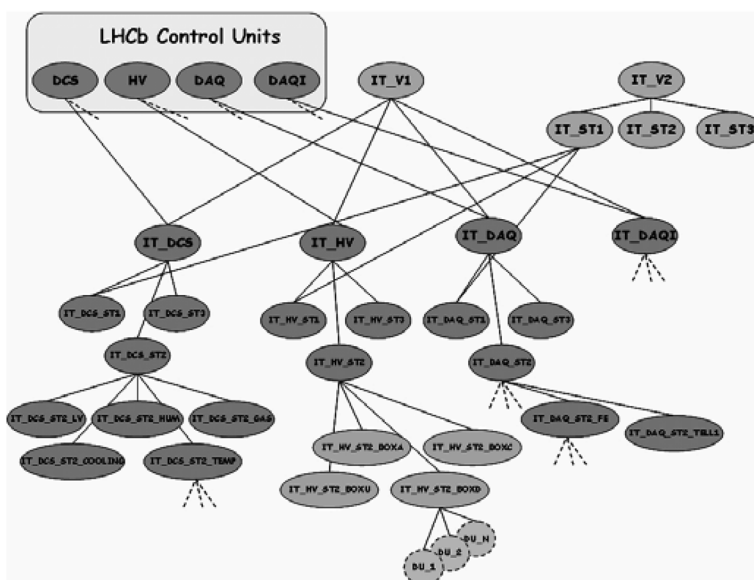 LHCb Control Units
DCS HV DAQ DAQI IT_V1 IT_V2
IT_ST1 IT_ST2 IT_ST3
IT_DCS IT_HV IT_DAQ IT_DAQI
IT_DCS_ST1 IT_DCS_ST3 IT_HV_ST1 IT_HV_ST3 IT_DAQ_ST1 IT_DAQ_ST3
IT_DCS_ST2 IT_HV_ST2 IT_DAQ_ST2
IT_DCS_ST2_LV IT_DCS_ST2_HUM IT_DCS_ST2_GAS IT_DAQ_ST2_FE IT_DAQ_ST2_TELL1
IT_HV_ST2_BOXA IT_HV_ST2_BOXC
IT_DCS_ST2_COOLING IT_DCS_ST2_TEMP
IT_HV_ST2_BOXU IT_HV_ST2_BOXD
DU_1 DU_2 DU_N